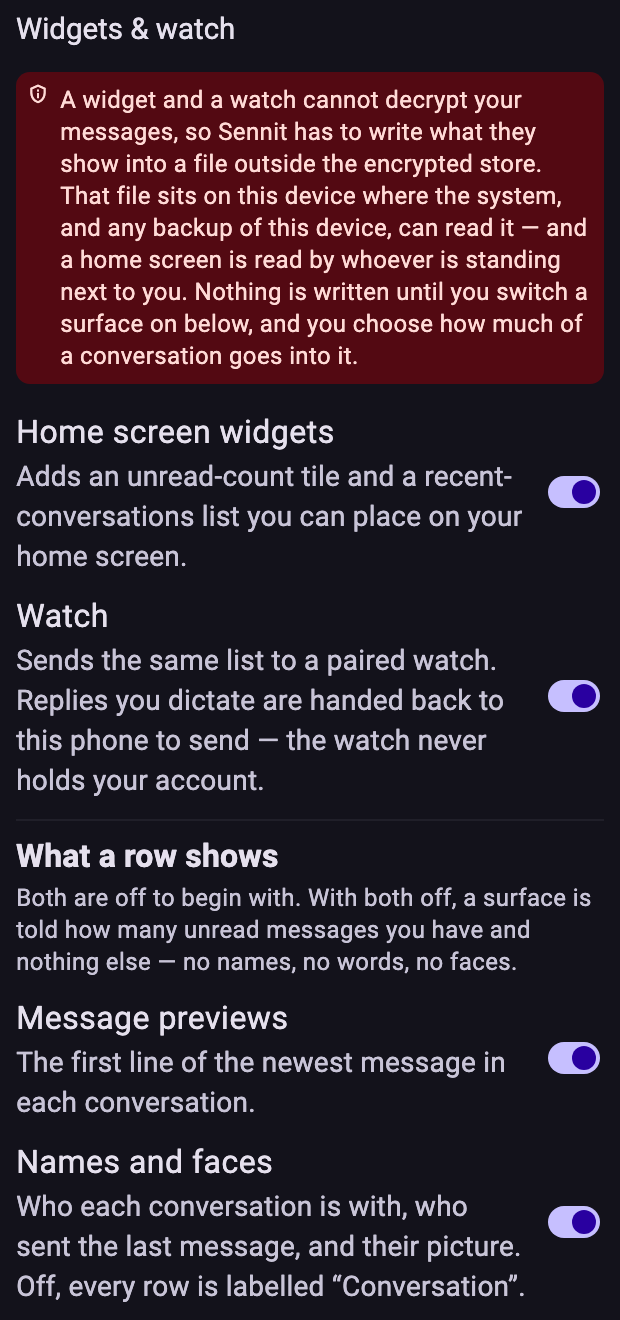 Widgets & watch
A widget and a watch cannot decrypt your
messages, so Sennit has to write what they
show into a file outside the encrypted store.
That file sits on this device where the system,
and any backup of this device, can read it — and
a home screen is read by whoever is standing
next to you. Nothing is written until you switch a
surface on below, and you choose how much of
a conversation goes into it.
Home screen widgets
Adds an unread-count tile and a recent-
conversations list you can place on your
home screen.
Watch
Sends the same list to a paired watch.
Replies you dictate are handed back to
this phone to send — the watch never
holds your account.
What a row shows
Both are off to begin with. With both off, a surface is
told how many unread messages you have and
nothing else — no names, no words, no faces.
Message previews
The first line of the newest message in
each conversation.
Names and faces
Who each conversation is with, who
sent the last message, and their picture.
Off, every row is labelled “Conversation”.